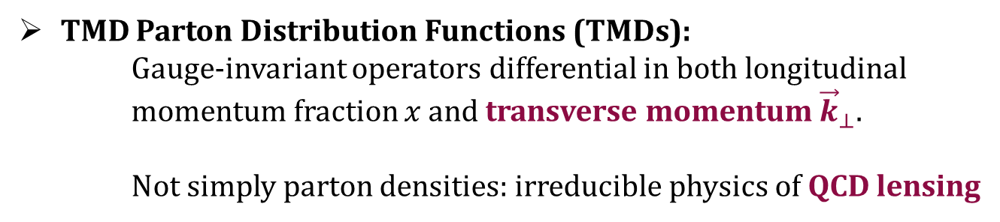 ➢ TMD Parton Distribution Functions (TMDs):
Gauge-invariant operators differential in both longitudinal
momentum fraction x and transverse momentum \vec{k}_⊥.
Not simply parton densities: irreducible physics of QCD lensing